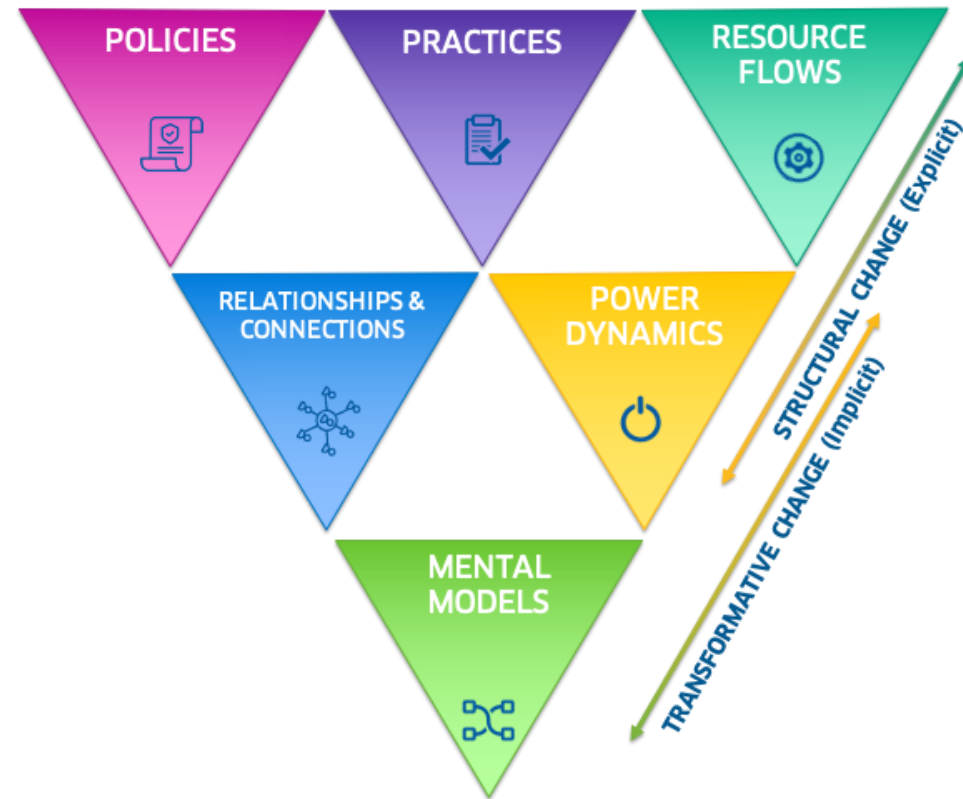 POLICIES
PRACTICES
RESOURCE
FLOWS
RELATIONSHIPS &
CONNECTIONS
POWER
DYNAMICS
MENTAL
MODELS
STRUCTURAL CHANGE (Explicit)
TRANSFORMATIVE CHANGE (Implicit)